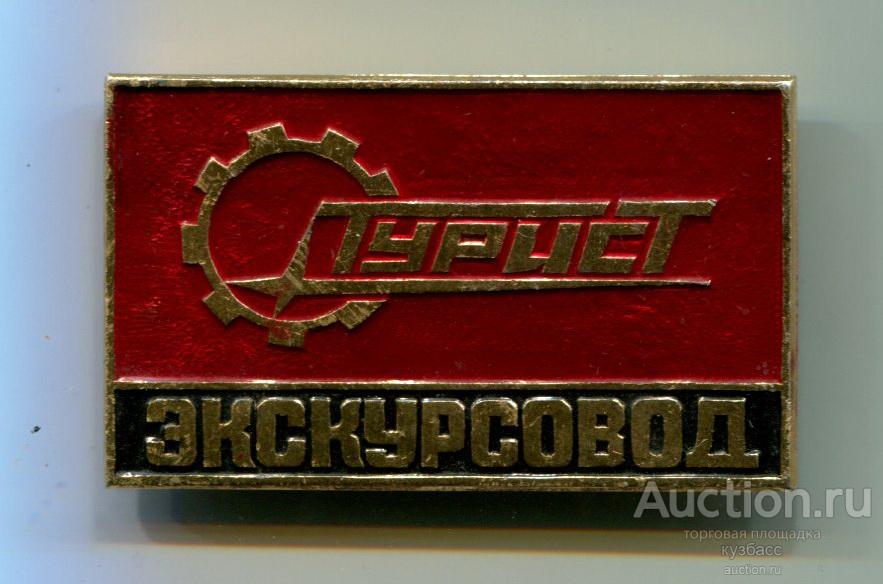 Турист
ЭКСКУРСОВОД
Auction.ru
торговая площадка
кузбасс
auction.ru